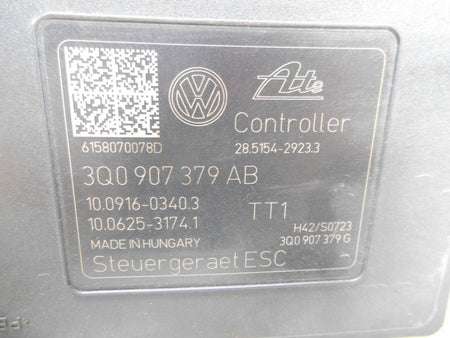 Ate
Controller
6158070078D 28.5154-2923.3
3Q0 907 379 AB
10.0916-0340.3
10.0625-3174.1 TT1
H42/S0723
MADE IN HUNGARY 3Q0 907 379 G
Steuergeraet ESC